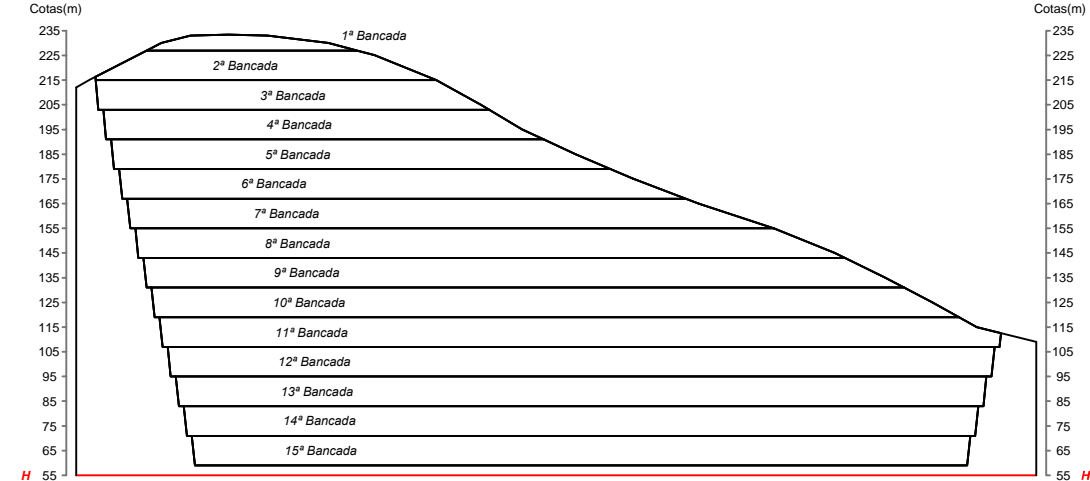 Cotas(m)
Cotas(m)
235
225
215
205
195
185
175
165
155
145
135
125
115
105
95
85
75
65
H 55
1ª Bancada
2ª Bancada
3ª Bancada
4ª Bancada
5ª Bancada
6ª Bancada
7ª Bancada
8ª Bancada
9ª Bancada
10ª Bancada
11ª Bancada
12ª Bancada
13ª Bancada
14ª Bancada
15ª Bancada
235
225
215
205
195
185
175
165
155
145
135
125
115
105
95
85
75
65
55 H